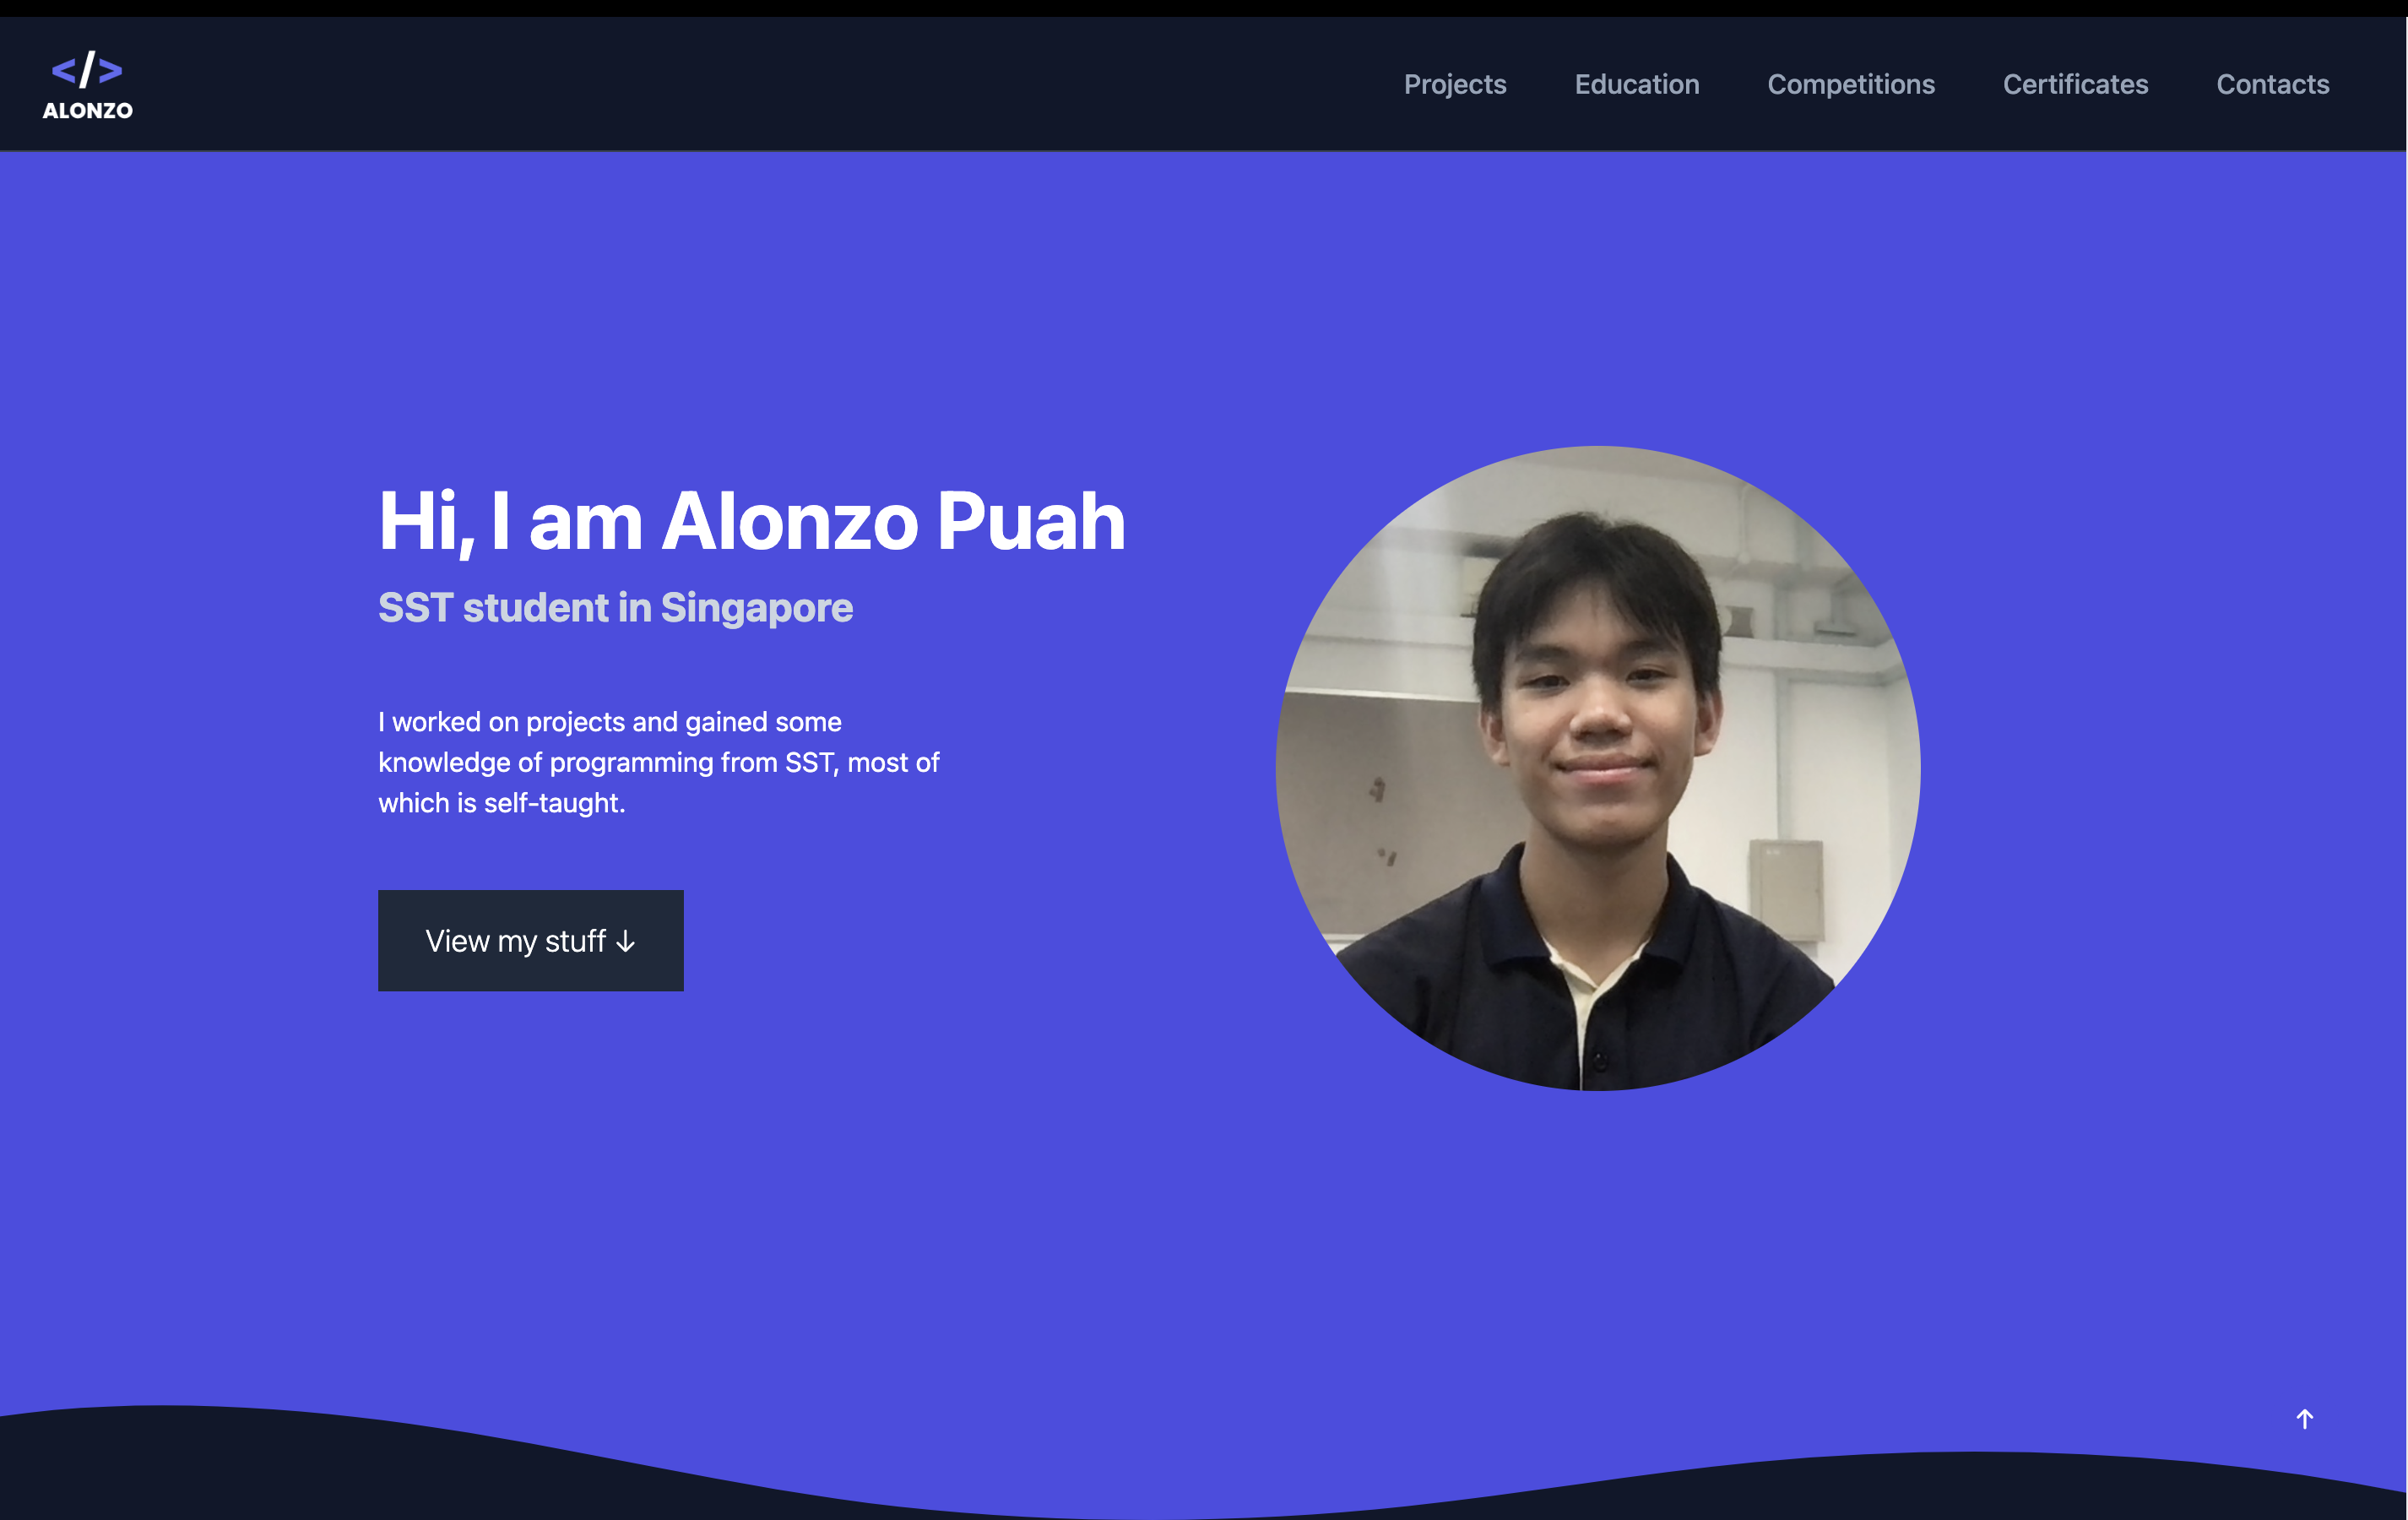 </>
ALONZO
Projects
Education
Competitions
Certificates
Contacts
Hi, I am Alonzo Puah
SST student in Singapore
I worked on projects and gained some
knowledge of programming from SST, most of
which is self-taught.
View my stuff ↓
↑